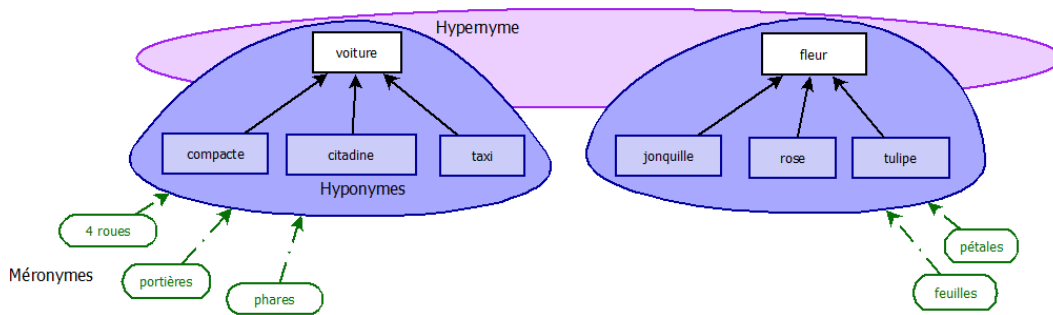 Hypernyme
voiture
fleur
compacte
citadine
taxi
jonquille
rose
tulipe
Hyponymes
4 roues
pétales
Méronymes
portières
phares
feuilles